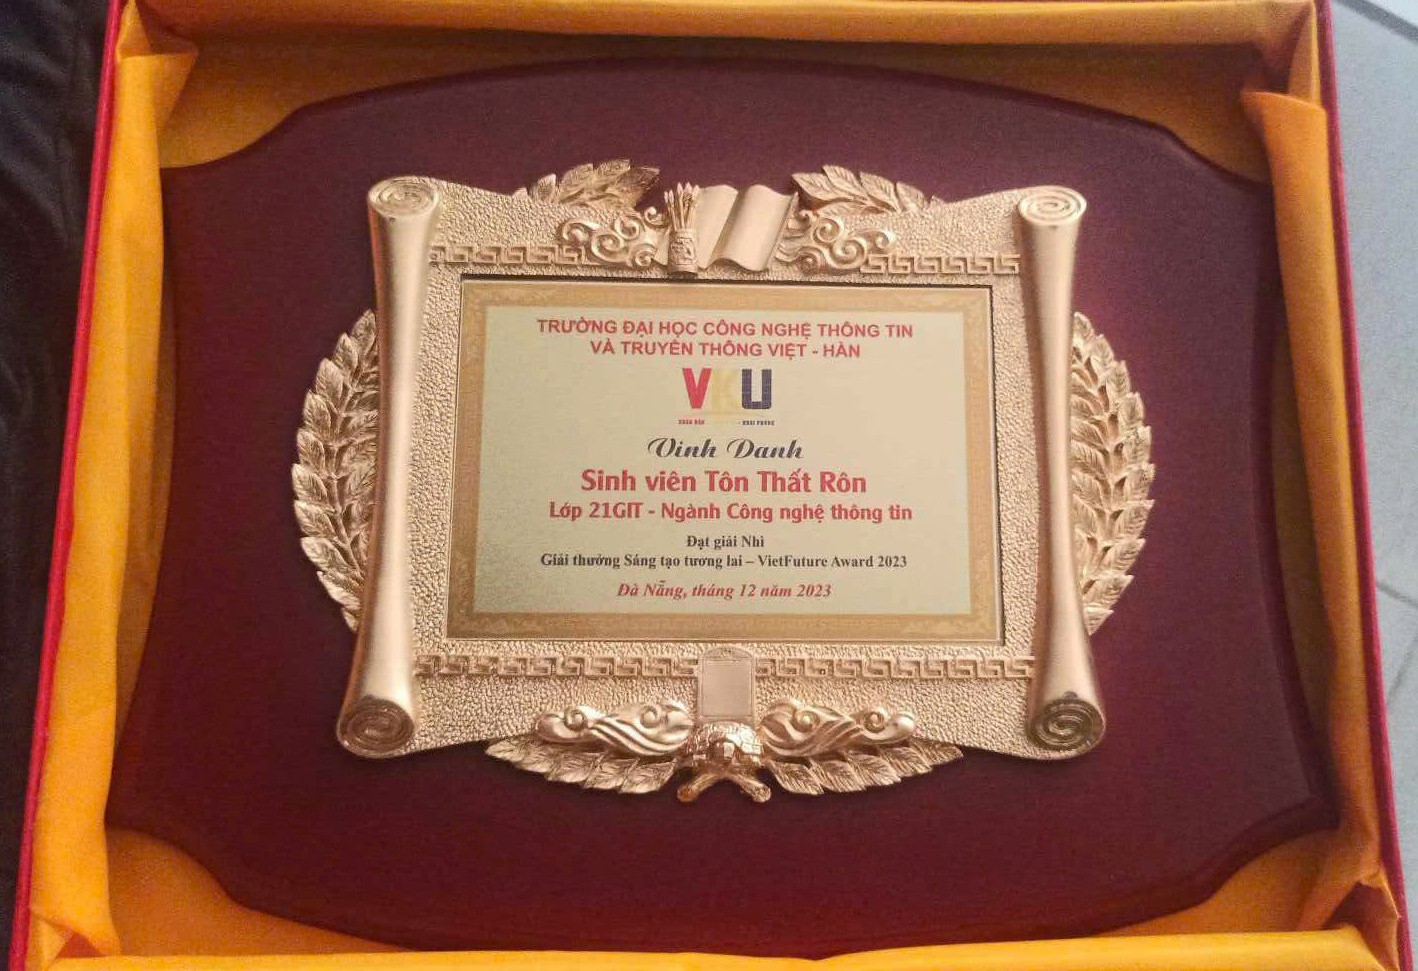 TRƯỜNG ĐẠI HỌC CÔNG NGHỆ THÔNG TIN
VÀ TRUYỀN THÔNG VIỆT - HÀN
VKU
Vinh Danh
Sinh viên Tôn Thất Rôn
Lớp 21GIT - Ngành Công nghệ thông tin
Đạt giải Nhì
Giải thưởng Sáng tạo tương lai – VietFuture Award 2023
Đà Nẵng, tháng 12 năm 2023